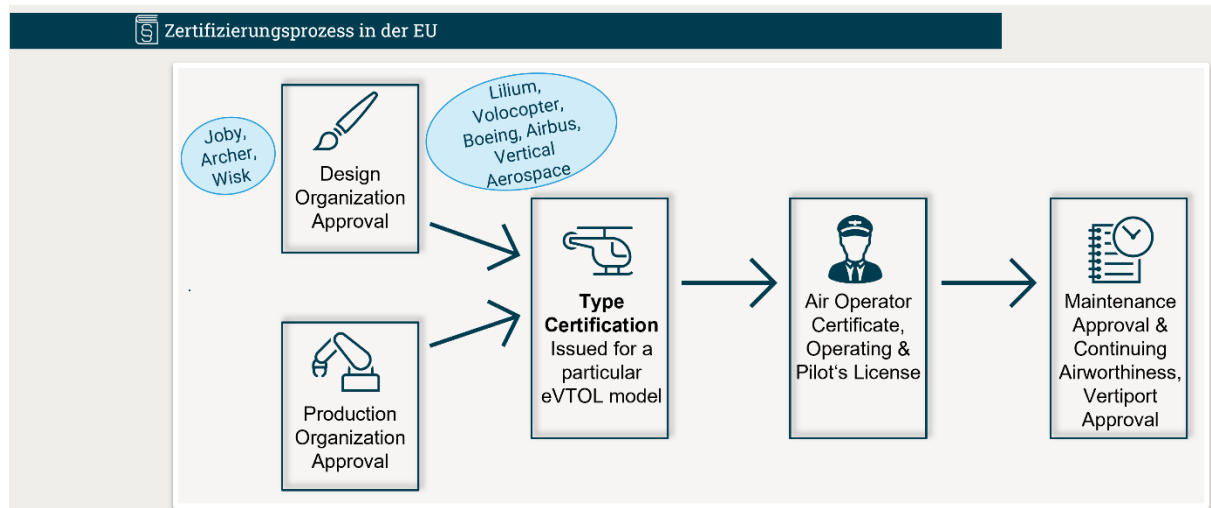 § Zertifizierungsprozess in der EU
Joby,
Archer,
Wisk
Design
Organization
Approval
Lilium,
Volocopter,
Boeing, Airbus,
Vertical
Aerospace
Production
Organization
Approval
Type
Certification
Issued for a
particular
eVTOL model
Air Operator
Certificate,
Operating &
Pilot‘s License
Maintenance
Approval &
Continuing
Airworthiness,
Vertiport
Approval